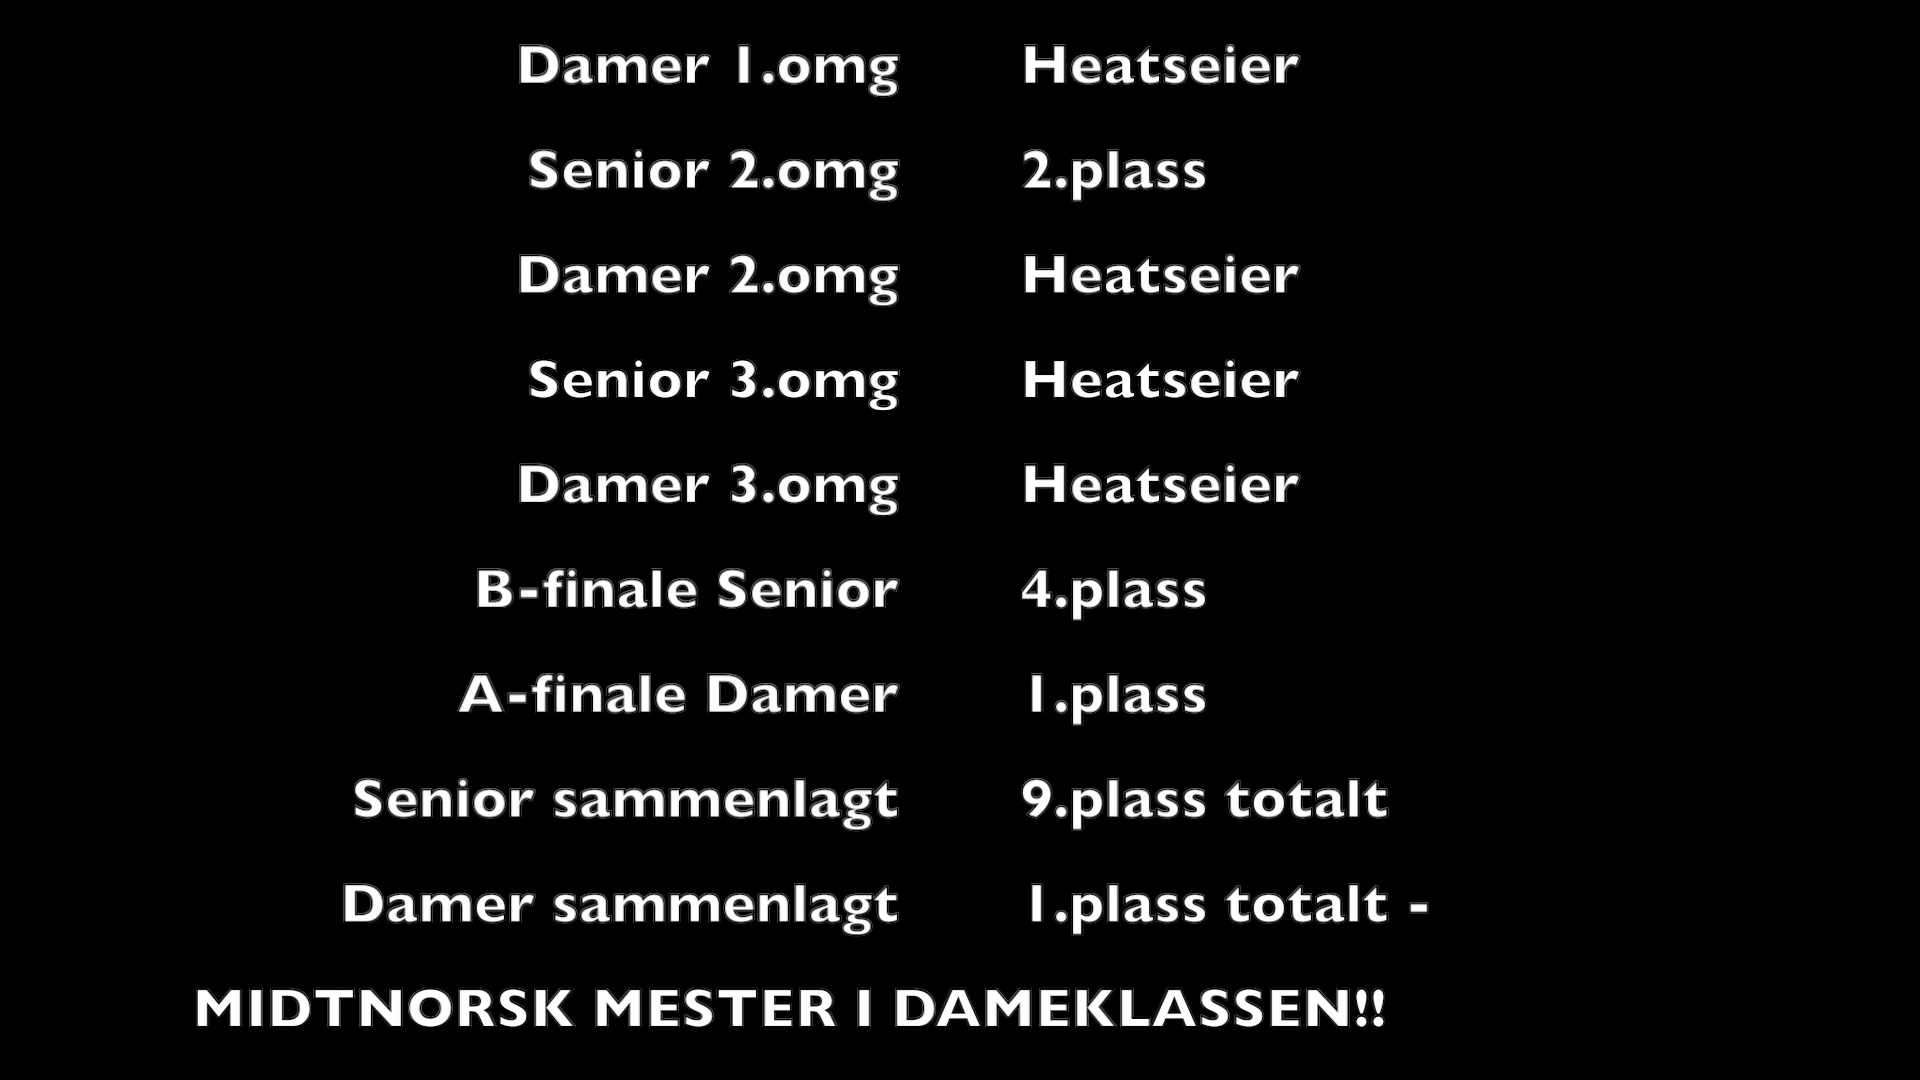 Damer 1.omg Heatseier
Senior 2.omg 2.plass
Damer 2.omg Heatseier
Senior 3.omg Heatseier
Damer 3.omg Heatseier
B-finale Senior 4.plass
A-finale Damer 1.plass
Senior sammenlagt 9.plass totalt
Damer sammenlagt 1.plass totalt -
MIDTNORSK MESTER I DAMEKLASSEN!!